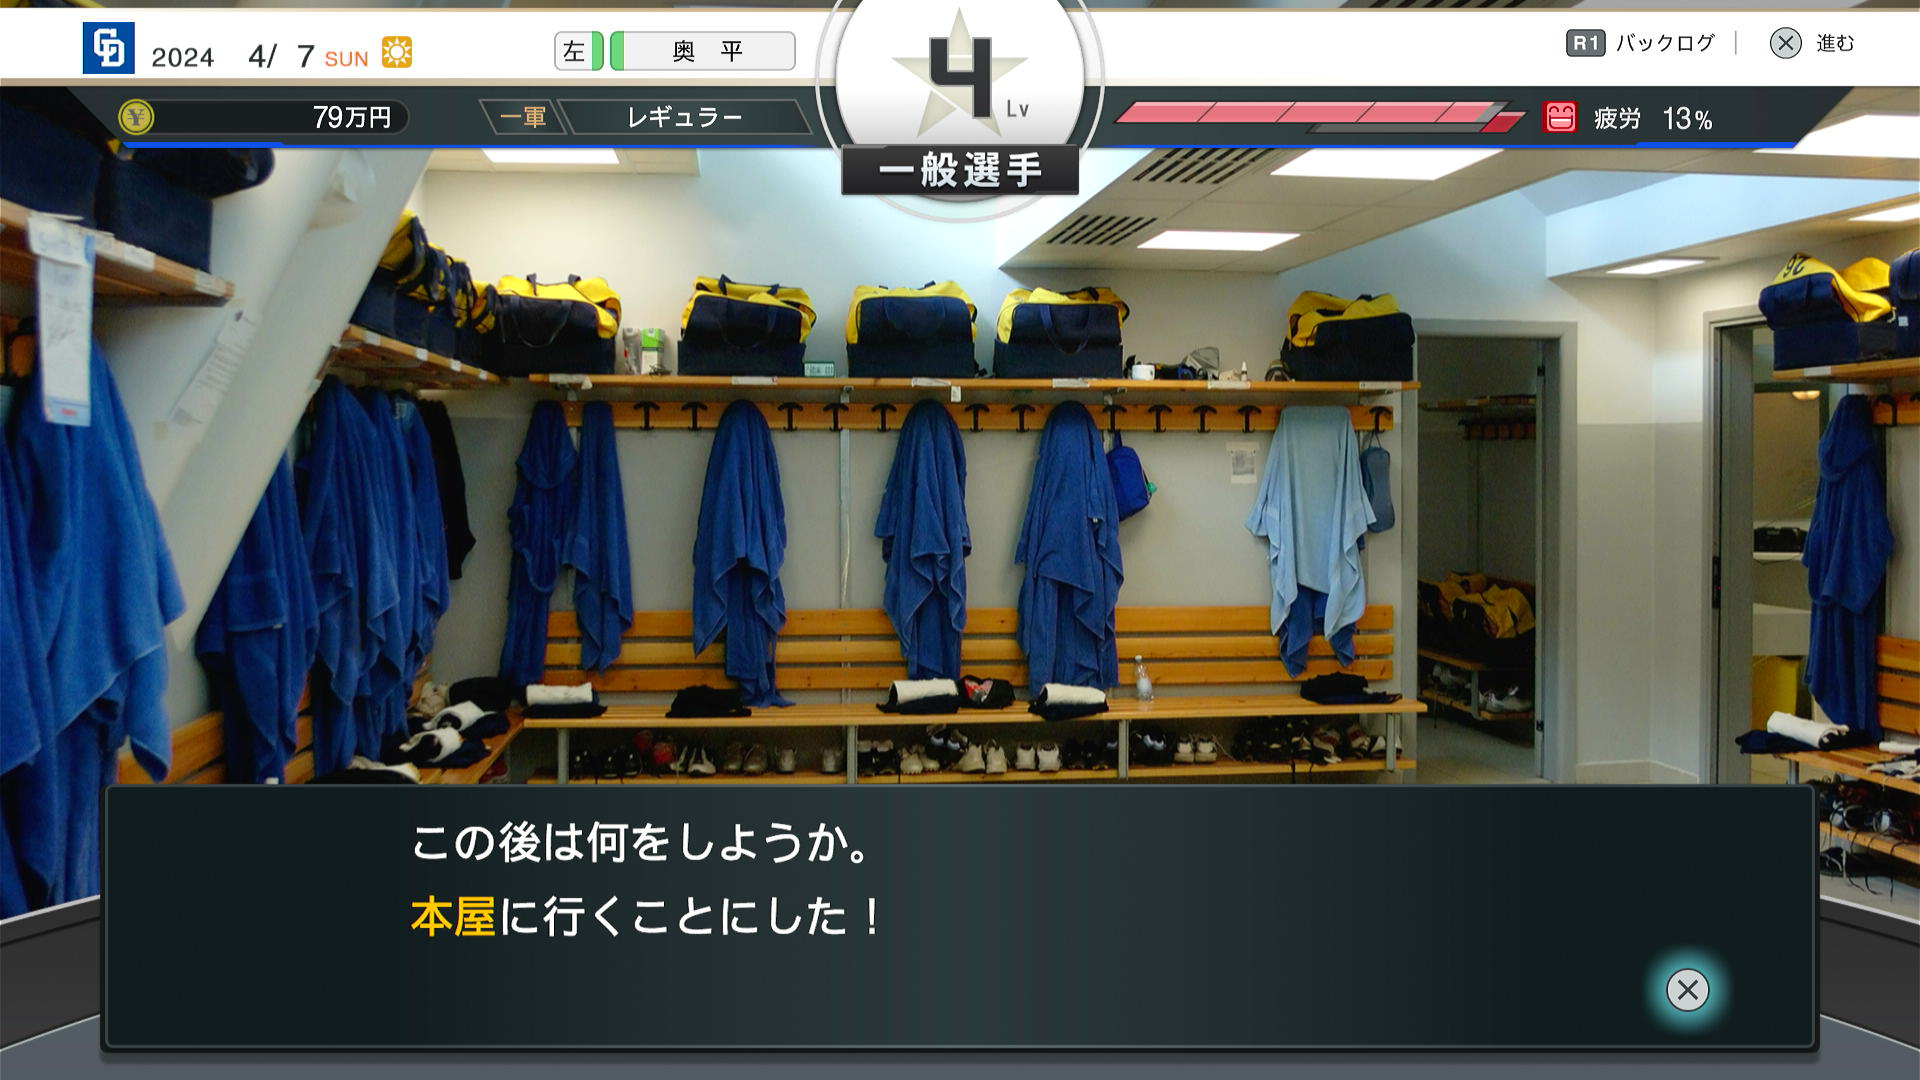 2024 4/ 7 SUN
左 奥 平
4 Lv
一般選手
R1 バックログ
進む
79万円
一軍 レギュラー
疲労 13%
26
この後は何をしようか。
本屋に行くことにした！